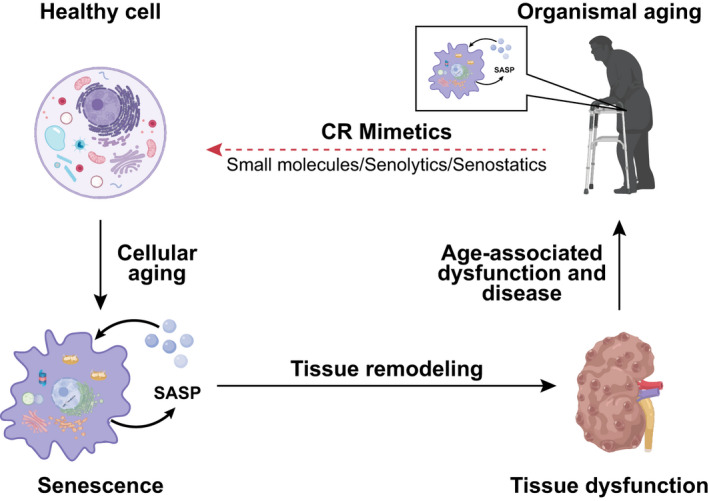 Healthy cell
Organismal aging
SASP
CR Mimetics
Small molecules/Senolytics/Senostatics
Cellular
aging
Age-associated
dysfunction and
disease
SASP
Tissue remodeling
Senescence
Tissue dysfunction